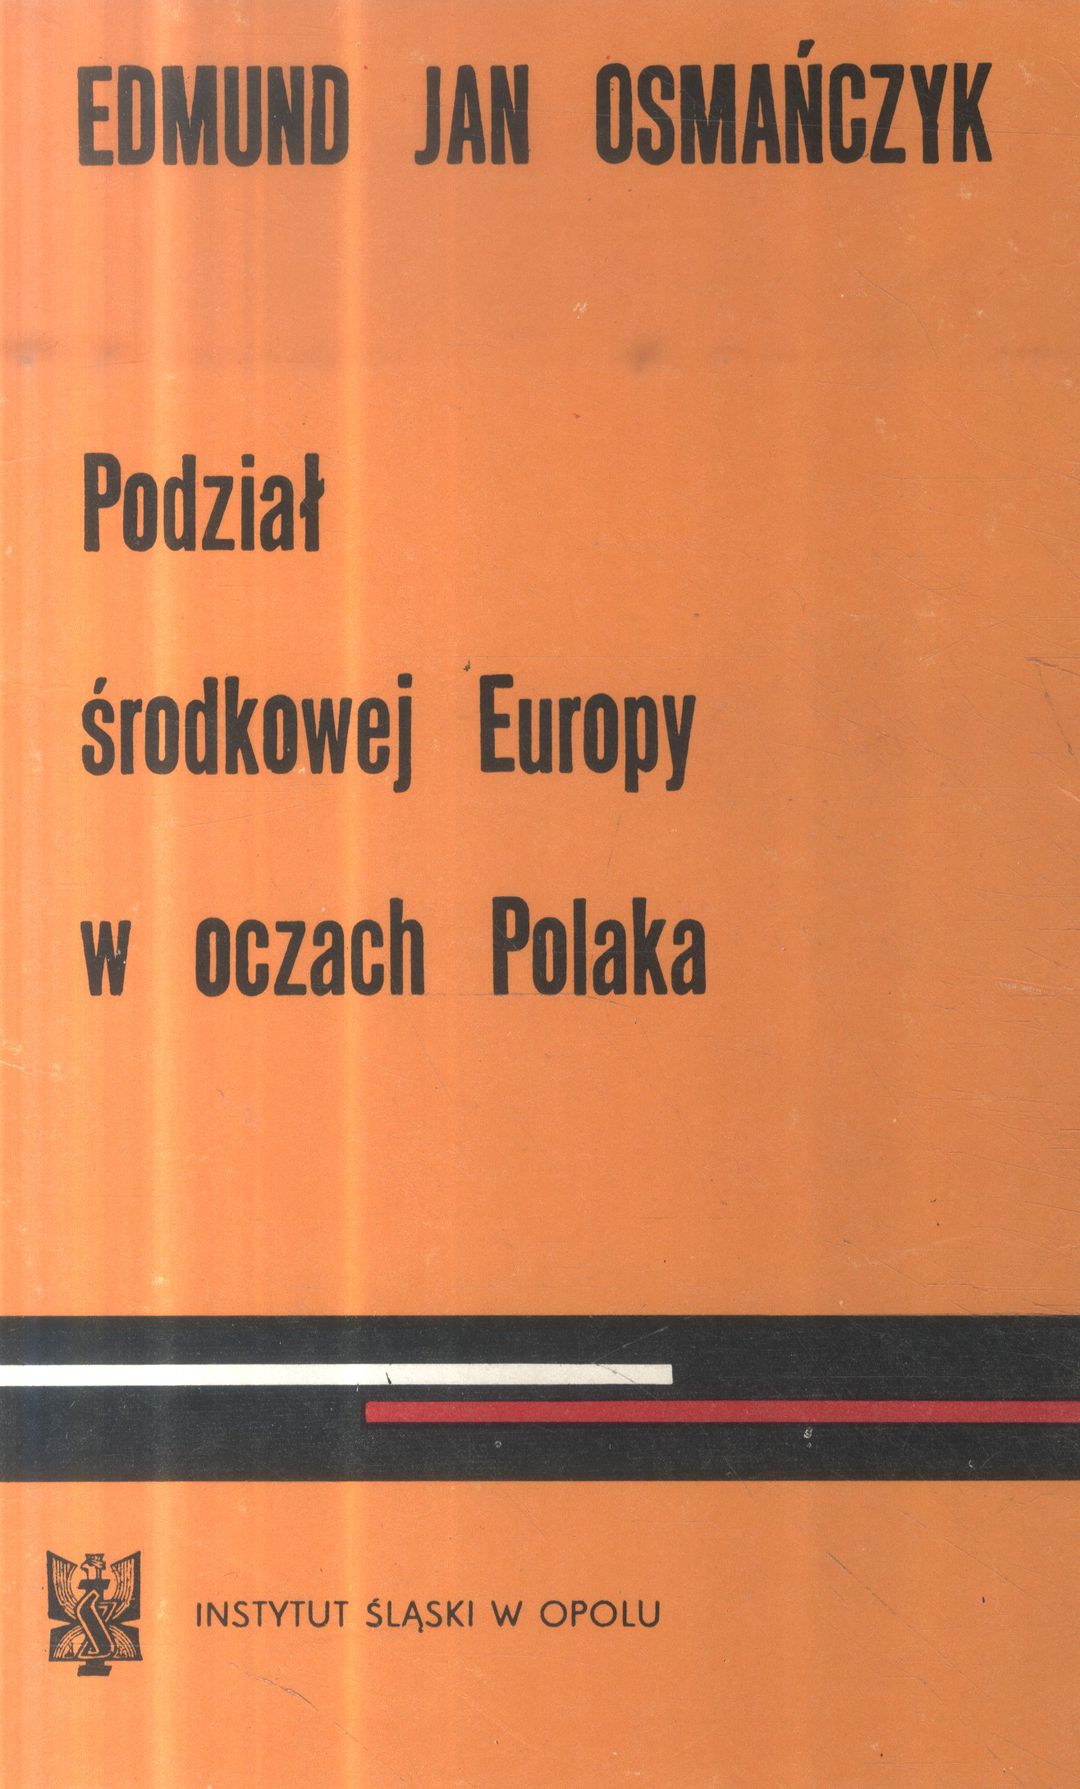 EDMUND JAN OSMAŃCZYK
Podział
środkowej Europy
w oczach Polaka
INSTYTUT ŚLĄSKI W OPOLU